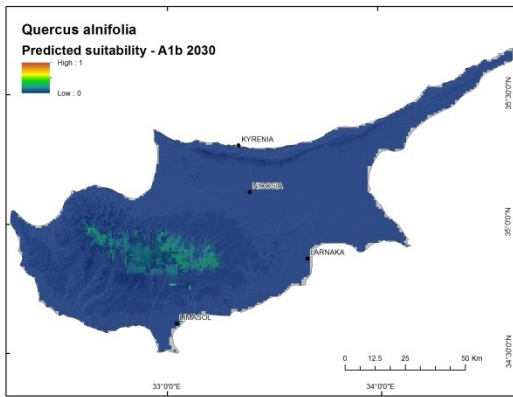 Quercus alnifolia
Predicted suitability - A1b 2030
High : 1
Low : 0
KYRENIA
NICOSIA
LARNAKA
LIMASOL
35°30'0"N
35°0'0"N
34°30'0"N
0 12.5 25 50 Km
33°0'0"E 34°0'0"E